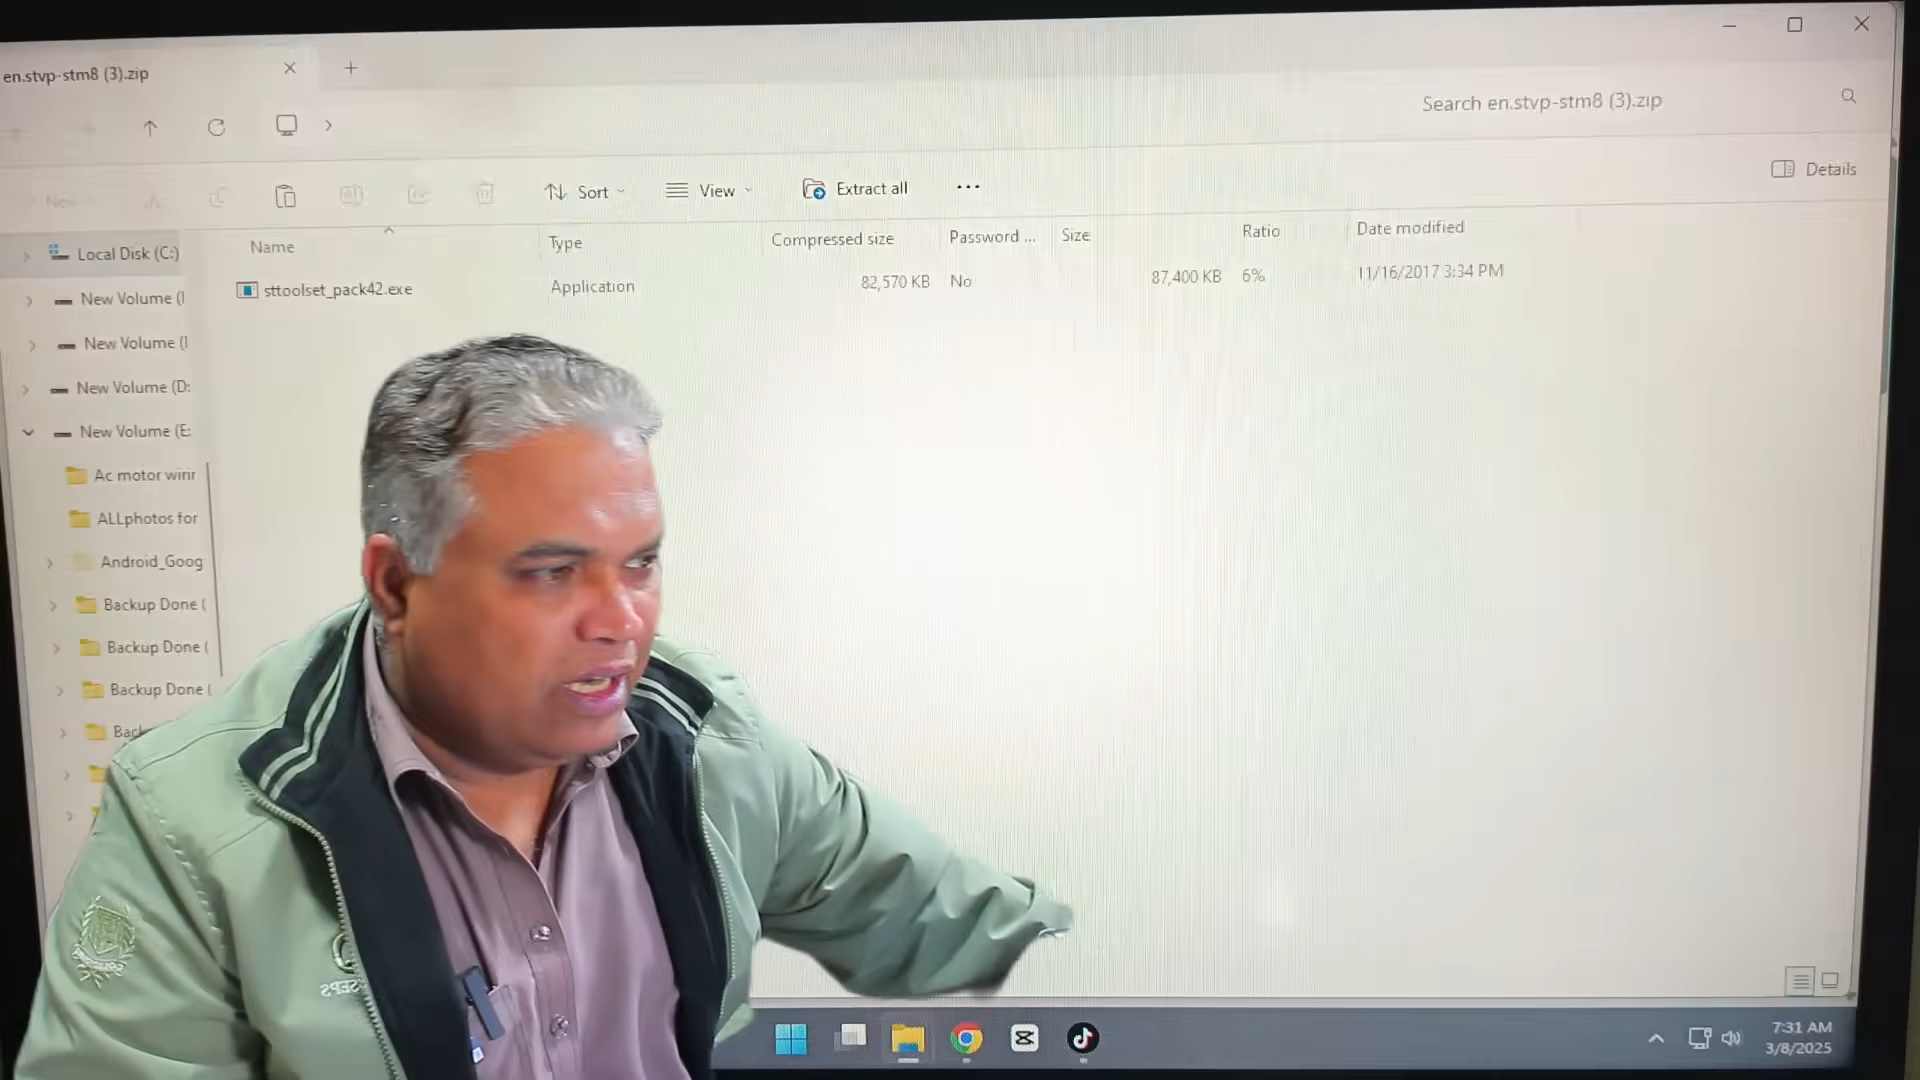 en.stvp-stm8 (3).zip
Search en.stvp-stm8 (3).zip
New
Sort
View
Extract all
Details
Name
Type
Compressed size
Password ...
Size
Ratio
Date modified
sttoolset_pack42.exe
Application
82,570 KB
No
87,400 KB
6%
11/16/2017 3:34 PM
Local Disk (C:)
New Volume (
New Volume (
New Volume (D:
New Volume (E:
Ac motor winr
ALLphotos for
Android_Goog
Backup Done (
Backup Done (
Backup Done (
Back
7:31 AM
3/8/2025